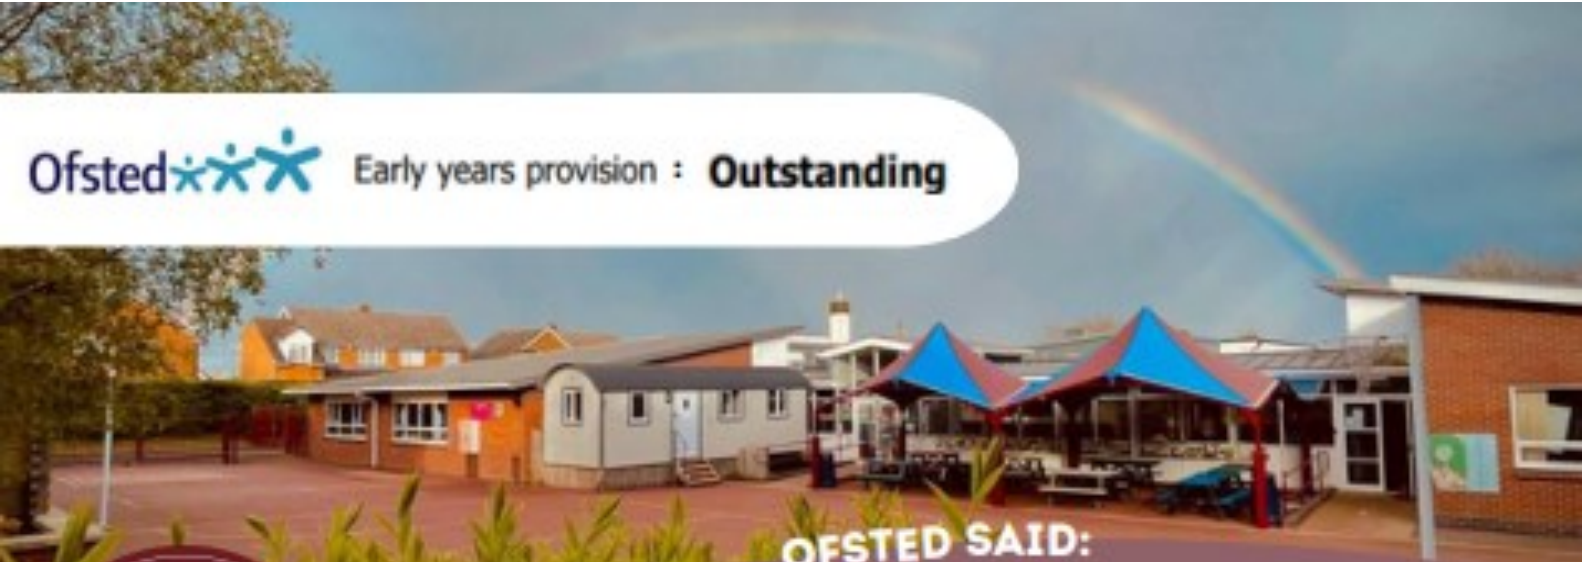 Ofsted Early years provision : Outstanding
OFSTED SAID: